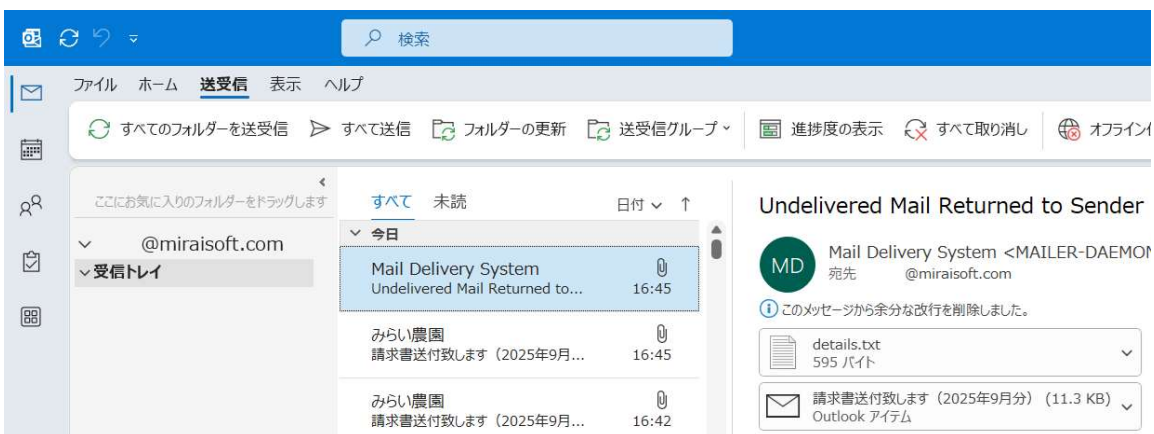 検索
ファイル ホーム 送受信 表示 ヘルプ
すべてのフォルダーを送受信 すべて送信 フォルダーの更新 送受信グループ 進捗度の表示 すべて取り消し オフライン
ここにお気に入りのフォルダーをドラッグします
@miraisoft.com
受信トレイ
すべて 未読 日付 ↑
今日
Mail Delivery System
Undelivered Mail Returned to... 16:45
みらい農園
請求書送付致します（2025年9月... 16:45
みらい農園
請求書送付致します（2025年9月... 16:42
Undelivered Mail Returned to Sender
MD
Mail Delivery System <MAILER-DAEMON
宛先 @miraisoft.com
このメッセージから余分な改行を削除しました。
details.txt
595 バイト
請求書送付致します（2025年9月分） (11.3 KB)
Outlook アイテム